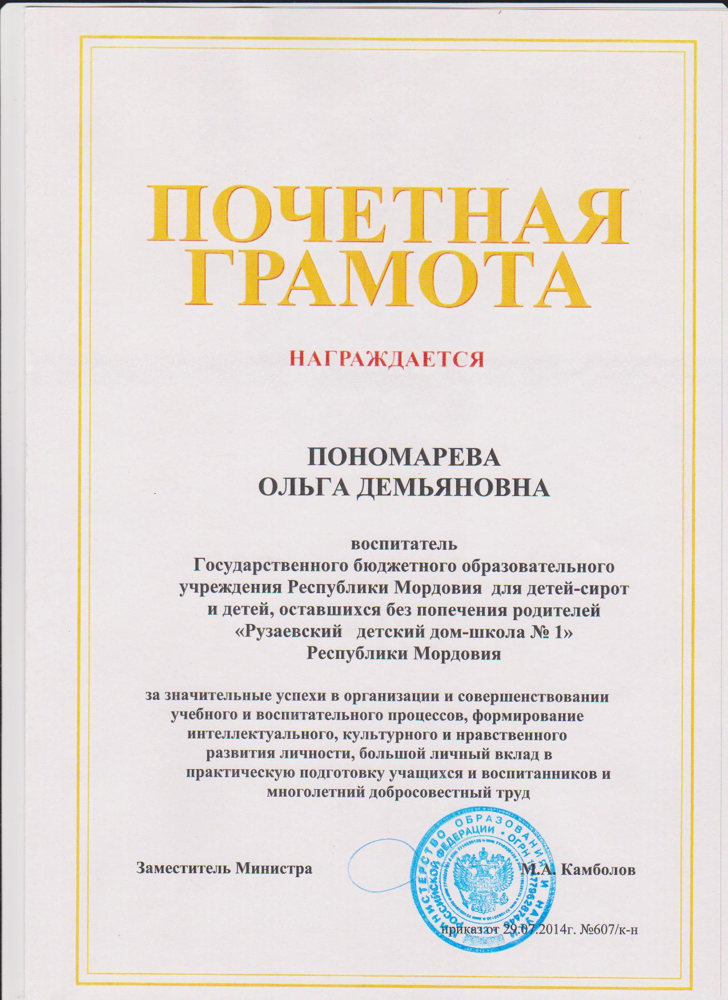 ПОЧЕТНАЯ
ГРАМОТА
НАГРАЖДАЕТСЯ
ПОНОМАРЕВА
ОЛЬГА ДЕМЬЯНОВНА
воспитатель
Государственного бюджетного образовательного
учреждения Республики Мордовия для детей-сирот
и детей, оставшихся без попечения родителей
«Рузаевский детский дом-школа № 1»
Республики Мордовия
за значительные успехи в организации и совершенствовании
учебного и воспитательного процессов, формирование
интеллектуального, культурного и нравственного
развития личности, большой личный вклад в
практическую подготовку учащихся и воспитанников и
многолетний добросовестный труд
МИНИСТЕРСТВО ОБРАЗОВАНИЯ И НАУКИ
РОССИЙСКОЙ ФЕДЕРАЦИИ * ОГРН
Заместитель Министра М.А. Камболов
приказ от 29.07.2014г. №607/к-н